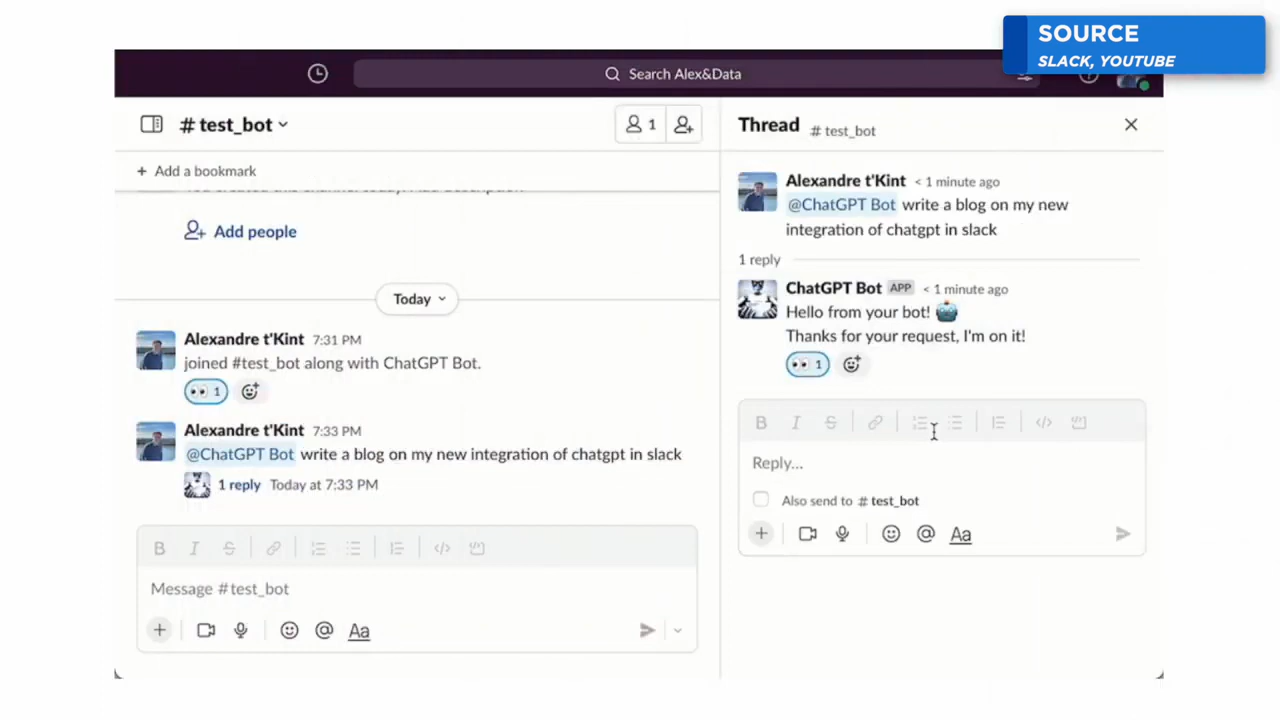 SOURCE
SLACK, YOUTUBE
Search Alex&Data
# test_bot
1
+ Add a bookmark
Add people
Today
Alexandre t'Kint 7:31 PM
joined #test_bot along with ChatGPT Bot.
1
Alexandre t'Kint 7:33 PM
@ChatGPT Bot write a blog on my new integration of chatgpt in slack
1 reply Today at 7:33 PM
B I S
Message #test_bot
+ @ Aa
Thread # test_bot
Alexandre t'Kint < 1 minute ago
@ChatGPT Bot write a blog on my new
integration of chatgpt in slack
1 reply
ChatGPT Bot APP < 1 minute ago
Hello from your bot! 🤖
Thanks for your request, I'm on it!
1
B I S
Reply...
Also send to # test_bot
+ @ Aa